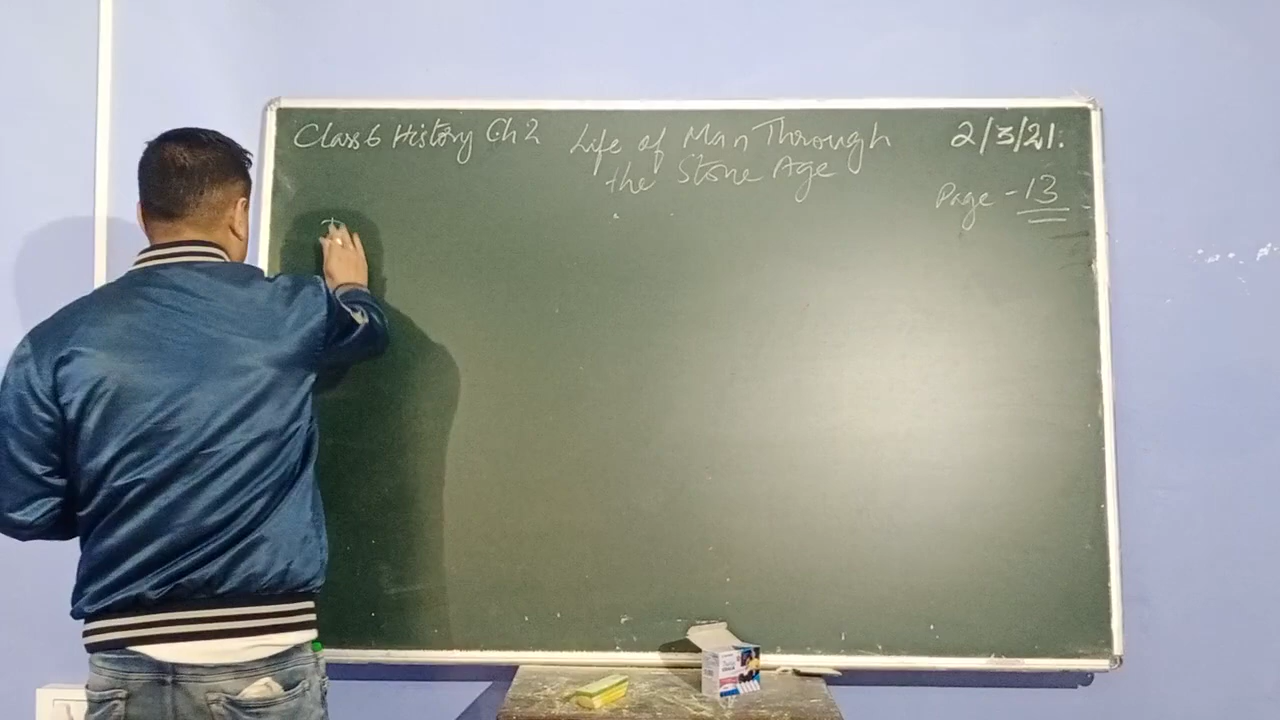 Class 6 History Ch 2
Life of Man Through
the Stone Age
2/3/21.
Page - 13